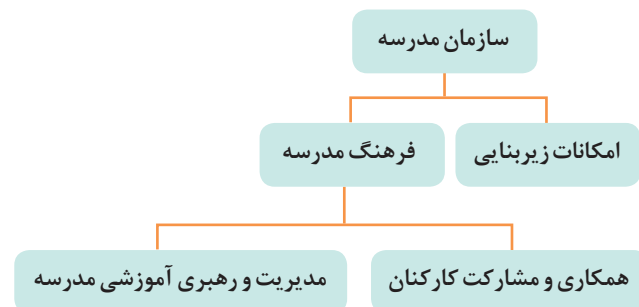 سازمان مدرسه
امکانات زیربنایی
فرهنگ مدرسه
همکاری و مشارکت کارکنان
مدیریت و رهبری آموزشی مدرسه